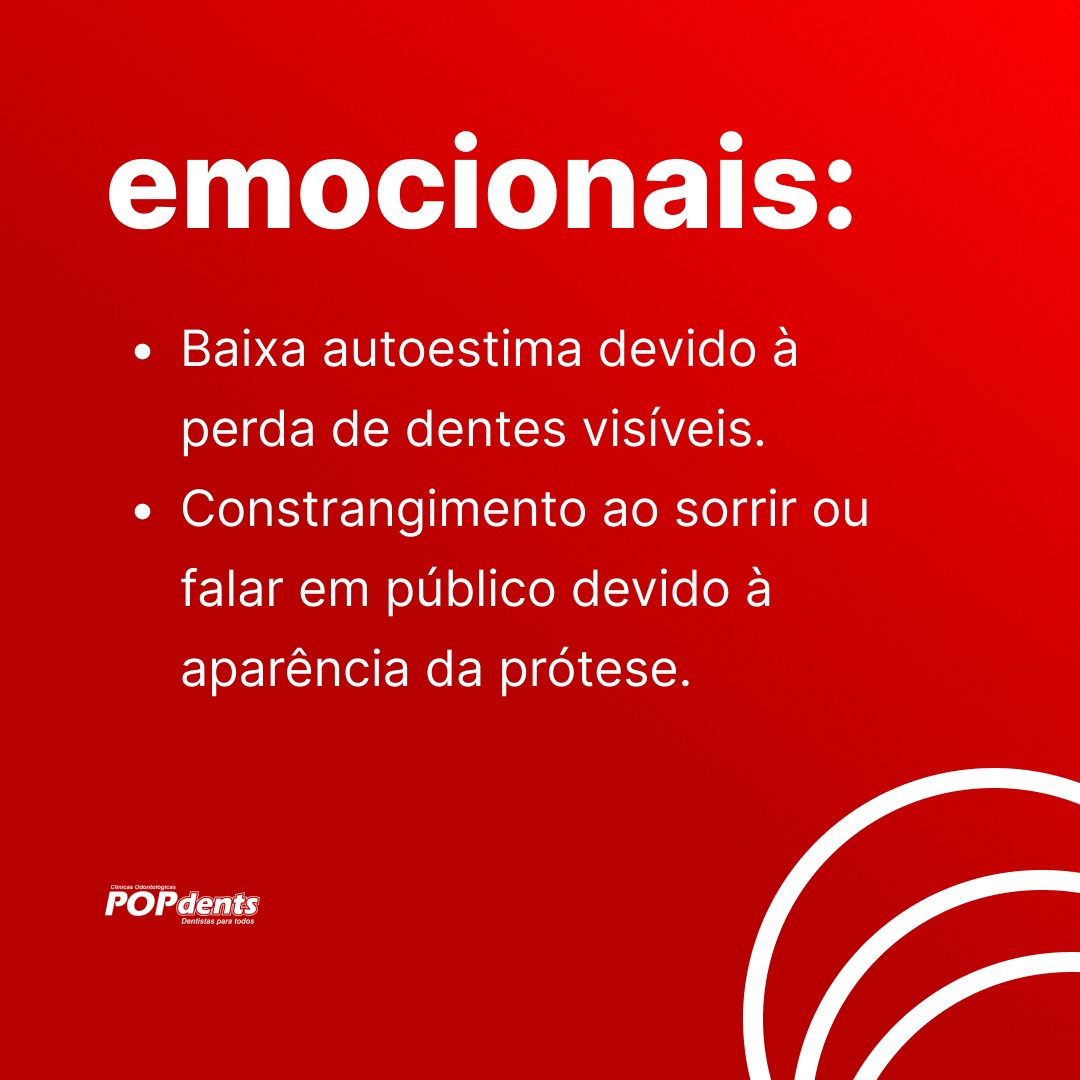 emocionais:
• Baixa autoestima devido à
perda de dentes visíveis.
• Constrangimento ao sorrir ou
falar em público devido à
aparência da prótese.
Clínicas Odontológicas
POPdents
Dentistas para todos